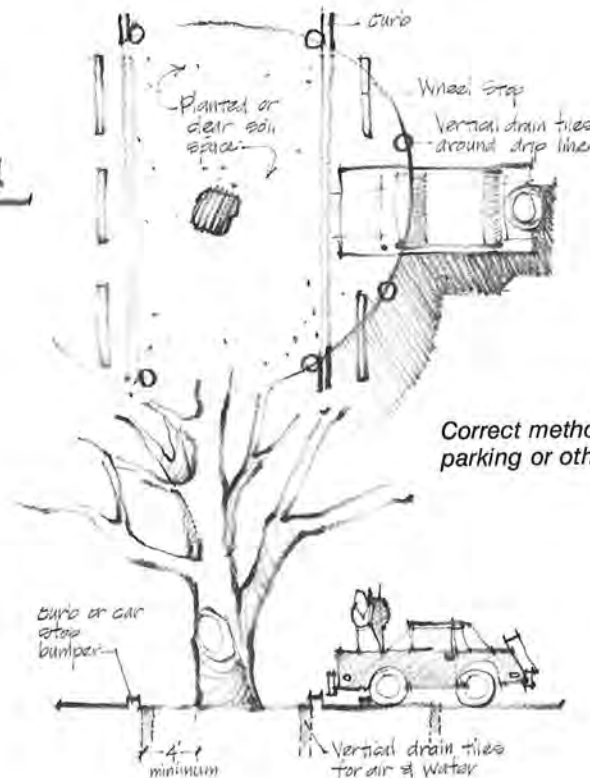 Curb
Planted or
clear soil
space
Wheel Stop
Vertical drain tiles
around drip line
Correct metho
parking or oth
Curb or car
stop
bumper
4'
minimum
Vertical drain tiles
for air & water